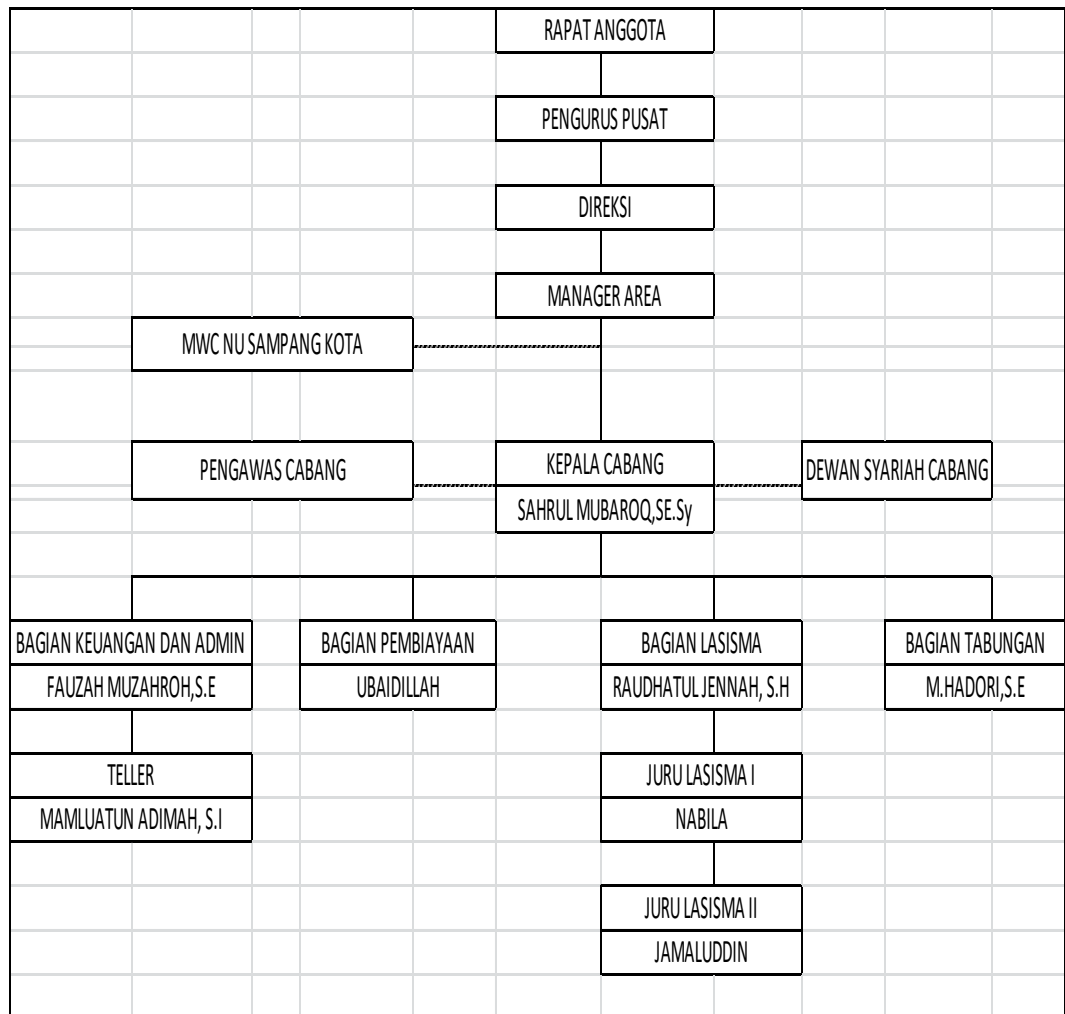 RAPAT ANGGOTA
PENGURUS PUSAT
DIREKSI
MANAGER AREA
MWC NU SAMPANG KOTA
PENGAWAS CABANG
KEPALA CABANG
DEWAN SYARIAH CABANG
SAHRUL MUBAROQ,SE.Sy
BAGIAN KEUANGAN DAN ADMIN
BAGIAN PEMBIAYAAN
BAGIAN LASISMA
BAGIAN TABUNGAN
FAUZAH MUZAHROH,S.E
UBAIDILLAH
RAUDHATUL JENNAH, S.H
M.HADORI,S.E
TELLER
JURU LASISMA I
MAMLUATUN ADIMAH, S.I
NABILA
JURU LASISMA II
JAMALUDDIN